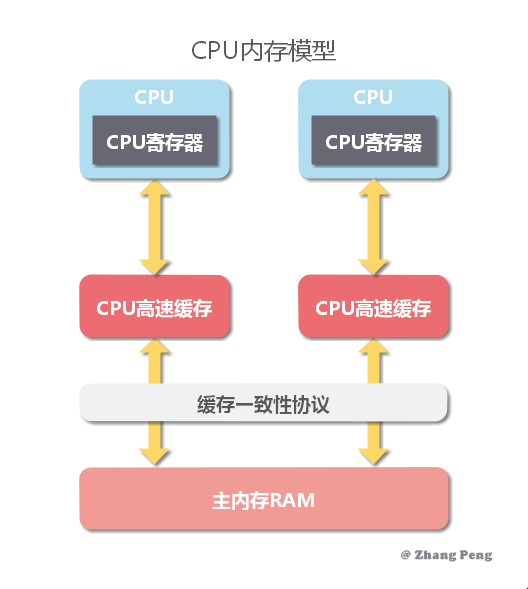 CPU内存模型
CPU
CPU
CPU寄存器
CPU寄存器
CPU高速缓存
CPU高速缓存
缓存一致性协议
主内存RAM
@ Zhang Peng